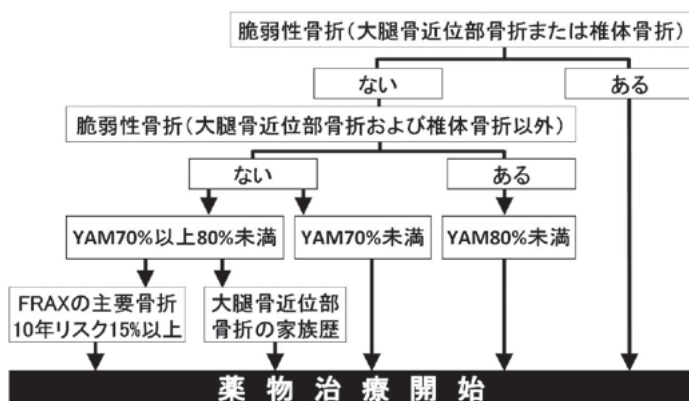 脆弱性骨折(大腿骨近位部骨折または椎体骨折)
ない
ある
脆弱性骨折(大腿骨近位部骨折および椎体骨折以外)
ない
ある
YAM70%以上80%未満
YAM70%未満
YAM80%未満
FRAXの主要骨折
10年リスク15%以上
大腿骨近位部
骨折の家族歴
薬物治療開始